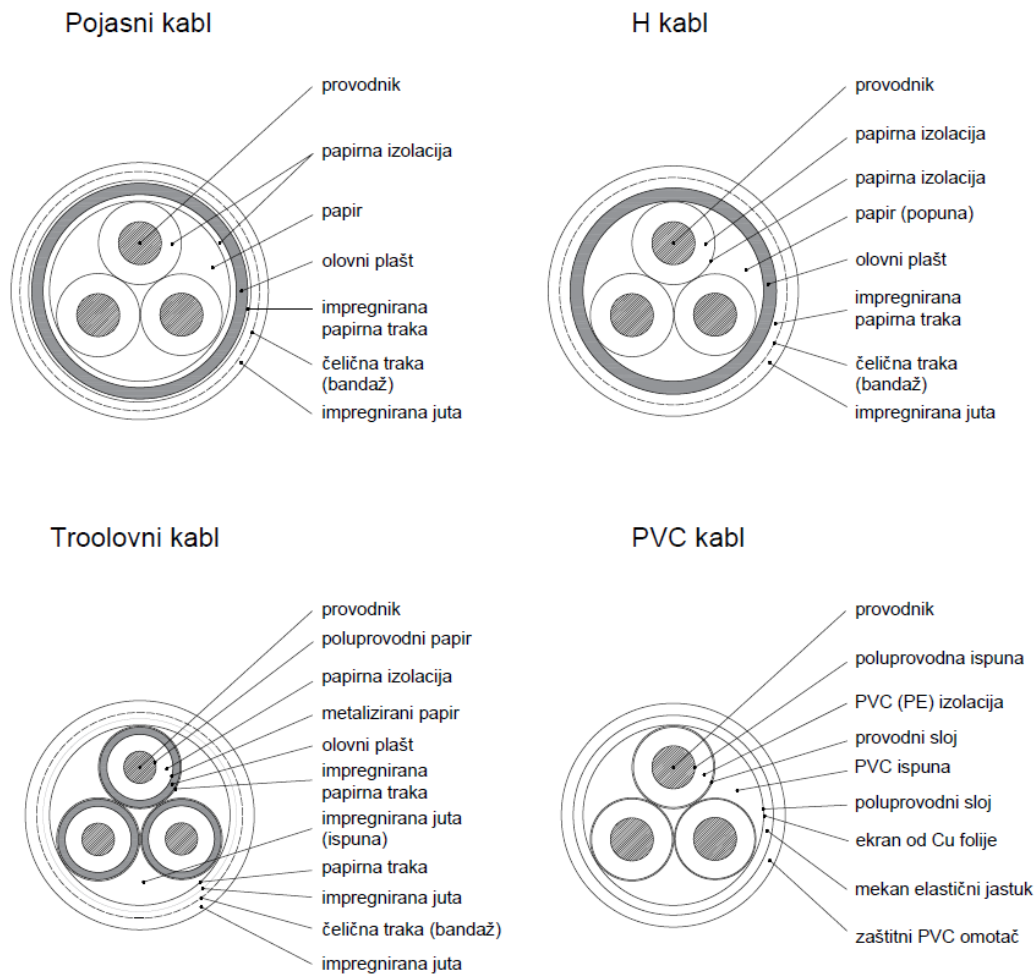 Pojasni kabl
provodnik
papirna izolacija
papir
olovni plašt
impregnirana
papirna traka
čelična traka
(bandaž)
impregnirana juta
H kabl
provodnik
papirna izolacija
papirna izolacija
papir (popuna)
olovni plašt
impregnirana
papirna traka
čelična traka
(bandaž)
impregnirana juta
Troolovni kabl
provodnik
poluprovodni papir
papirna izolacija
metalizirani papir
olovni plašt
impregnirana
papirna traka
impregnirana juta
(ispuna)
papirna traka
impregnirana juta
čelična traka (bandaž)
impregnirana juta
PVC kabl
provodnik
poluprovodna ispuna
PVC (PE) izolacija
provodni sloj
PVC ispuna
poluprovodni sloj
ekran od Cu folije
mekan elastični jastuk
zaštitni PVC omotač